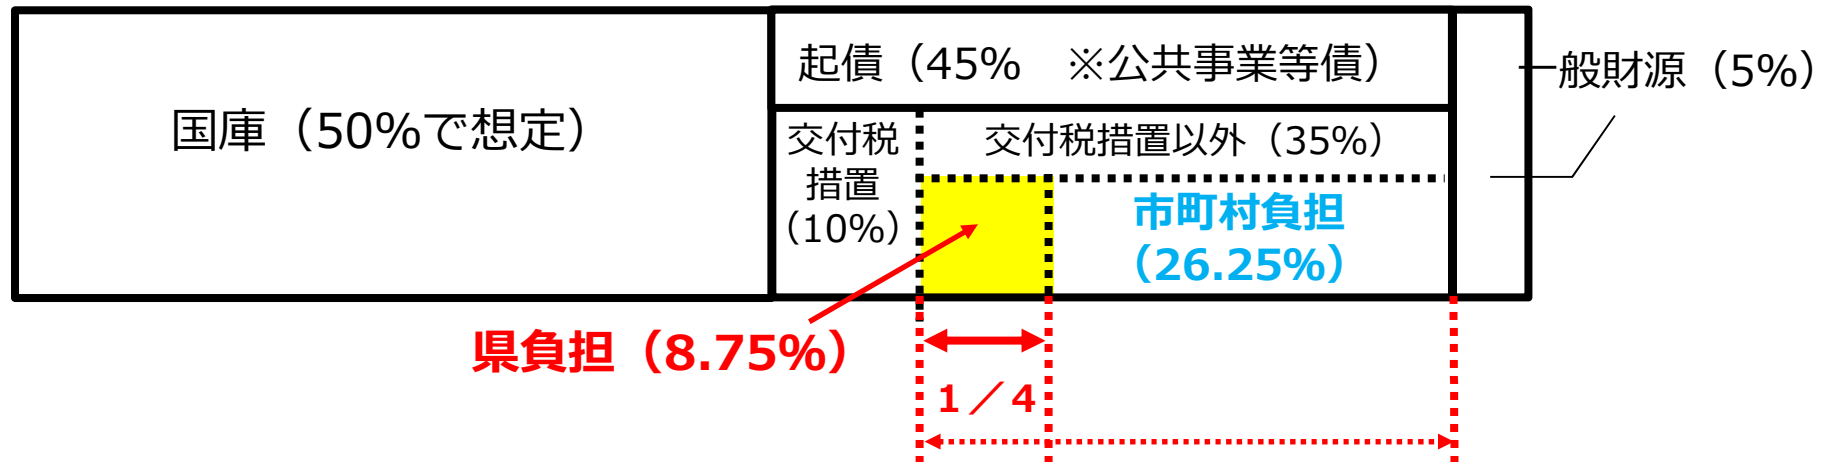 国庫（50%で想定）
起債（45%　※公共事業等債）
一般財源（5%）
交付税
措置
（10%）
交付税措置以外（35%）
市町村負担
（26.25%）
県負担（8.75%）
１／４